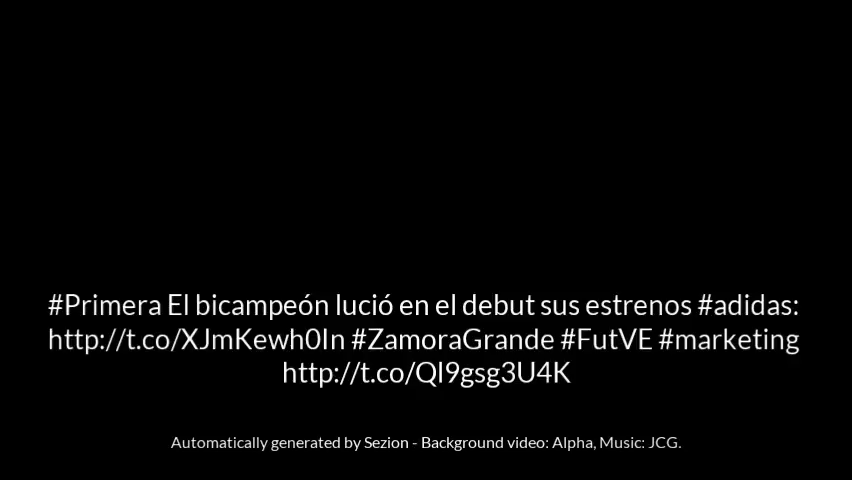 #Primera El bicampeón lució en el debut sus estrenos #adidas:
http://t.co/XJmKewh0In #ZamoraGrande #FutVE #marketing
http://t.co/QI9gsg3U4K
Automatically generated by Sezion - Background video: Alpha, Music: JCG.